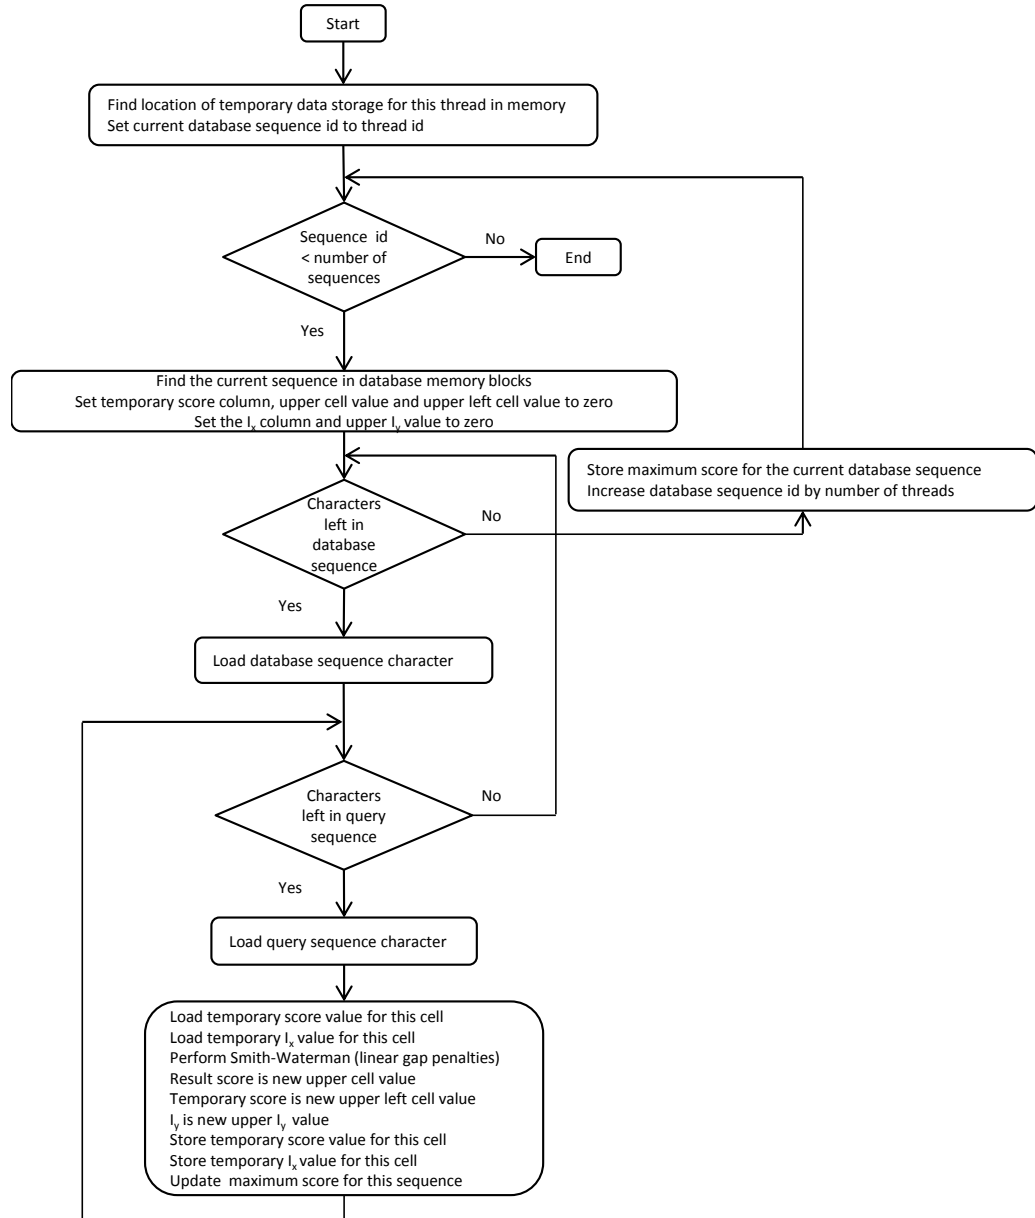 Start
Find location of temporary data storage for this thread in memory
Set current database sequence id to thread id
Sequence id
< number of
sequences
No
End
Yes
Find the current sequence in database memory blocks
Set temporary score column, upper cell value and upper left cell value to zero
Set the Ix column and upper Iy value to zero
Store maximum score for the current database sequence
Increase database sequence id by number of threads
Characters
left in
database
sequence
No
Yes
Load database sequence character
Characters
left in query
sequence
No
Yes
Load query sequence character
Load temporary score value for this cell
Load temporary Ix value for this cell
Perform Smith-Waterman (linear gap penalties)
Result score is new upper cell value
Temporary score is new upper left cell value
Iy is new upper Iy value
Store temporary score value for this cell
Store temporary Ix value for this cell
Update maximum score for this sequence